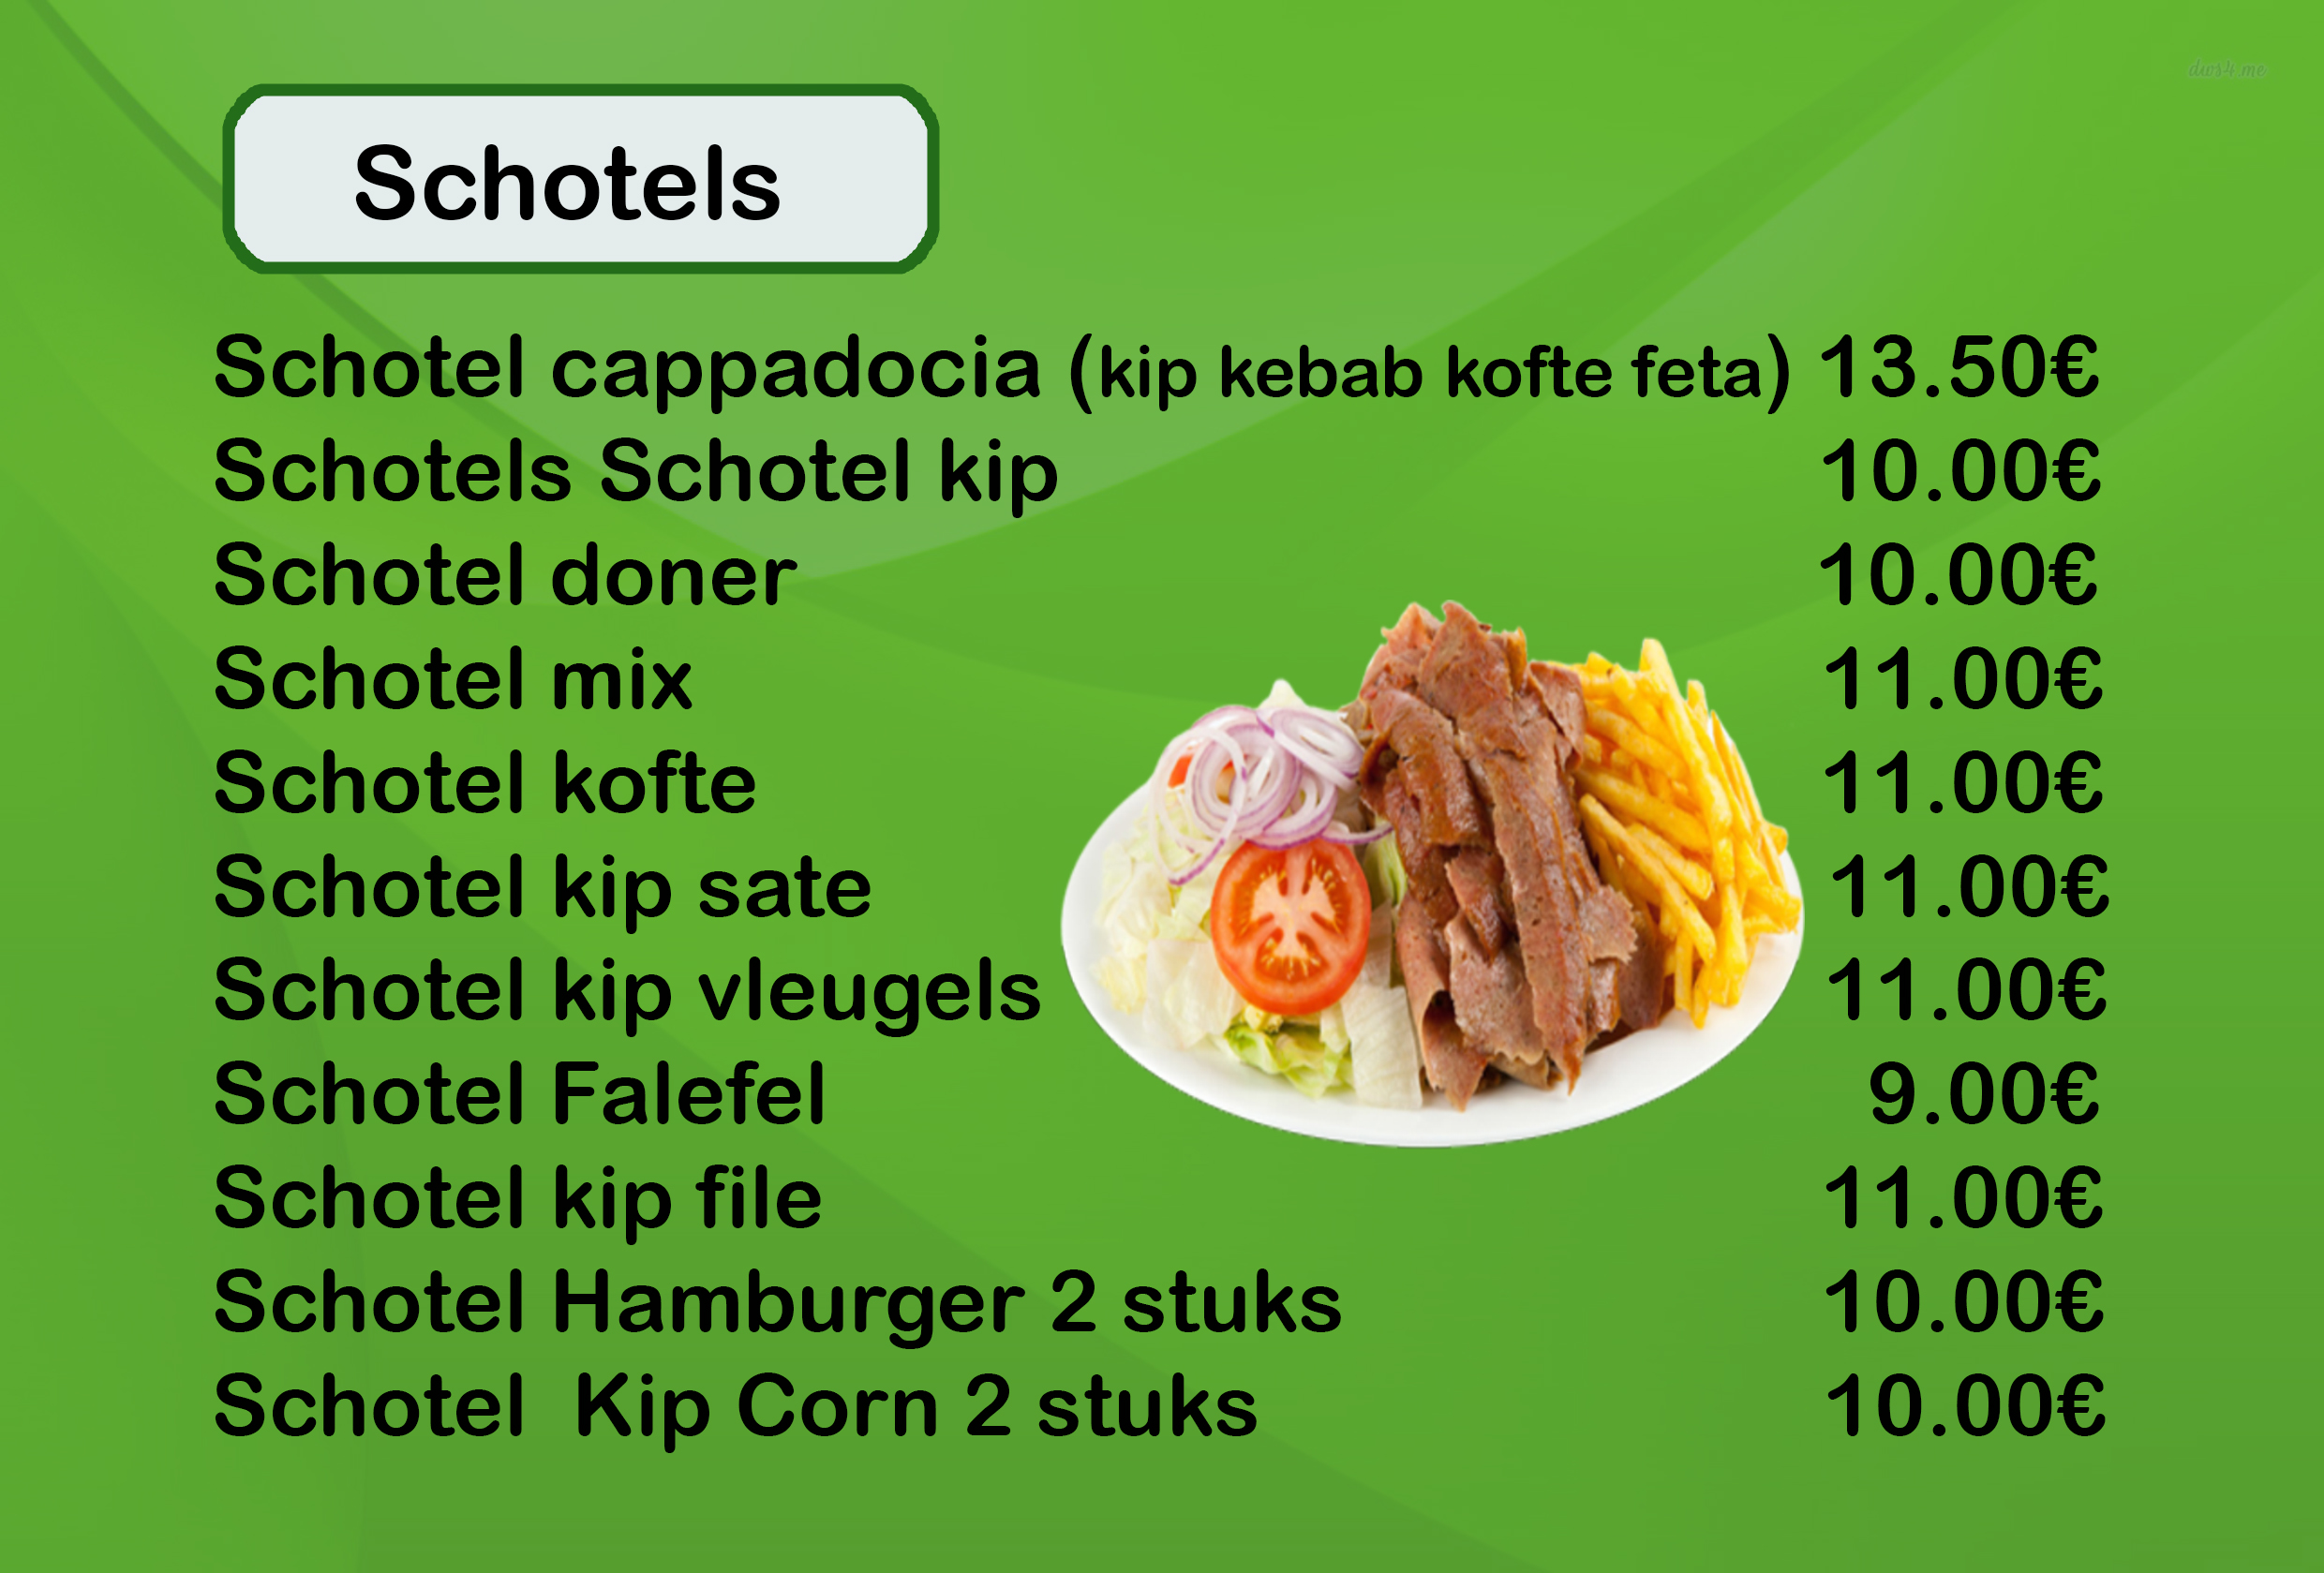 dws4.me
Schotels
Schotel cappadocia (kip kebab kofte feta) 13.50€
Schotels Schotel kip 10.00€
Schotel doner 10.00€
Schotel mix 11.00€
Schotel kofte 11.00€
Schotel kip sate 11.00€
Schotel kip vleugels 11.00€
Schotel Falefel 9.00€
Schotel kip file 11.00€
Schotel Hamburger 2 stuks 10.00€
Schotel Kip Corn 2 stuks 10.00€